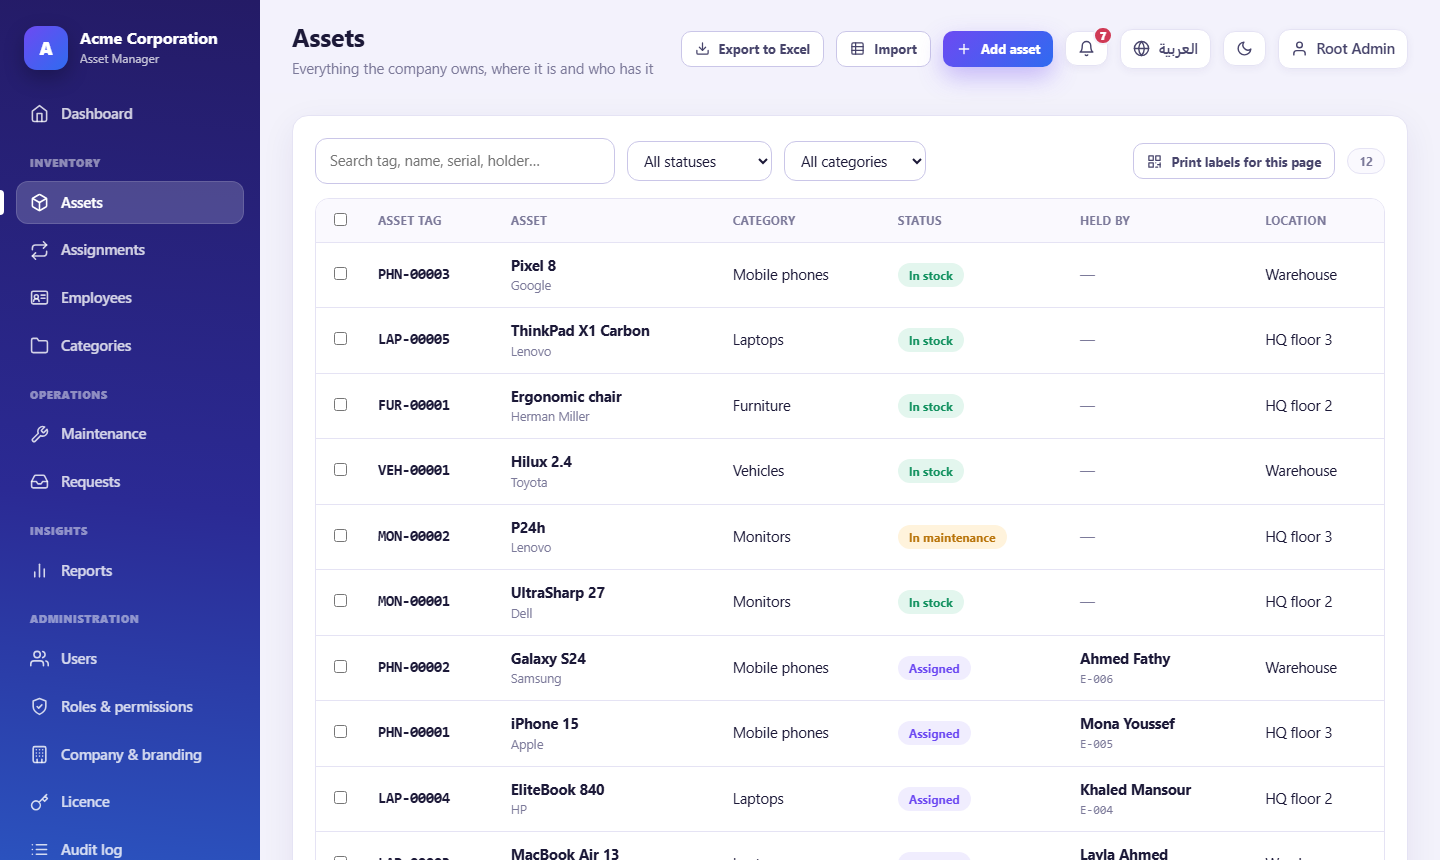 A
Acme Corporation
Asset Manager
Dashboard
INVENTORY
Assets
Assignments
Employees
Categories
OPERATIONS
Maintenance
Requests
INSIGHTS
Reports
ADMINISTRATION
Users
Roles & permissions
Company & branding
Licence
Audit log
Assets
Everything the company owns, where it is and who has it
Export to Excel
Import
Add asset
7
العربية
Root Admin
Search tag, name, serial, holder...
All statuses
All categories
Print labels for this page
12
ASSET TAG ASSET CATEGORY STATUS HELD BY LOCATION
PHN-00003 Pixel 8 Mobile phones In stock — Warehouse
Google
LAP-00005 ThinkPad X1 Carbon Laptops In stock — HQ floor 3
Lenovo
FUR-00001 Ergonomic chair Furniture In stock — HQ floor 2
Herman Miller
VEH-00001 Hilux 2.4 Vehicles In stock — Warehouse
Toyota
MON-00002 P24h Monitors In maintenance — HQ floor 3
Lenovo
MON-00001 UltraSharp 27 Monitors In stock — HQ floor 2
Dell
PHN-00002 Galaxy S24 Mobile phones Assigned Ahmed Fathy Warehouse
Samsung E-006
PHN-00001 iPhone 15 Mobile phones Assigned Mona Youssef HQ floor 3
Apple E-005
LAP-00004 EliteBook 840 Laptops Assigned Khaled Mansour HQ floor 2
HP E-004
MacBook Air 13 Layla Ahmed